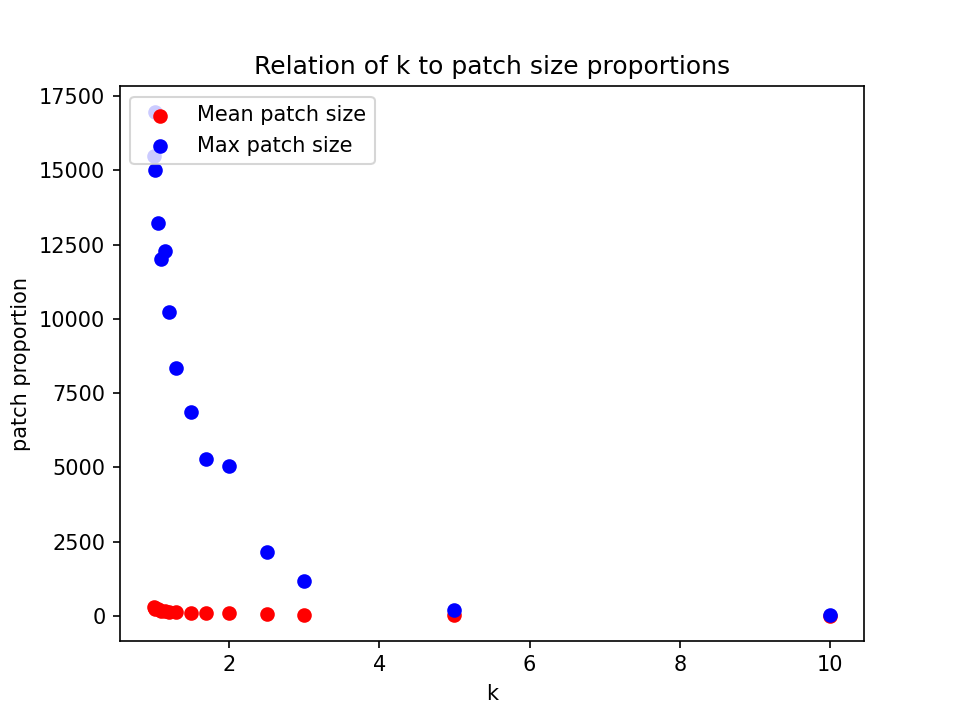 Relation of k to patch size proportions
17500
15000
12500
10000
7500
5000
2500
0
patch proportion
Mean patch size
Max patch size
2
4
6
8
10
k